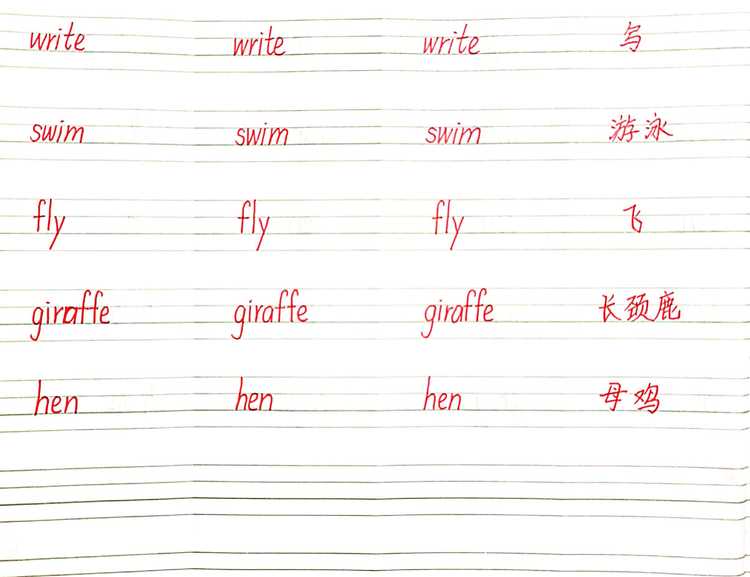 write write write 写
swim swim swim 游泳
fly fly fly 飞
giraffe giraffe giraffe 长颈鹿
hen hen hen 母鸡